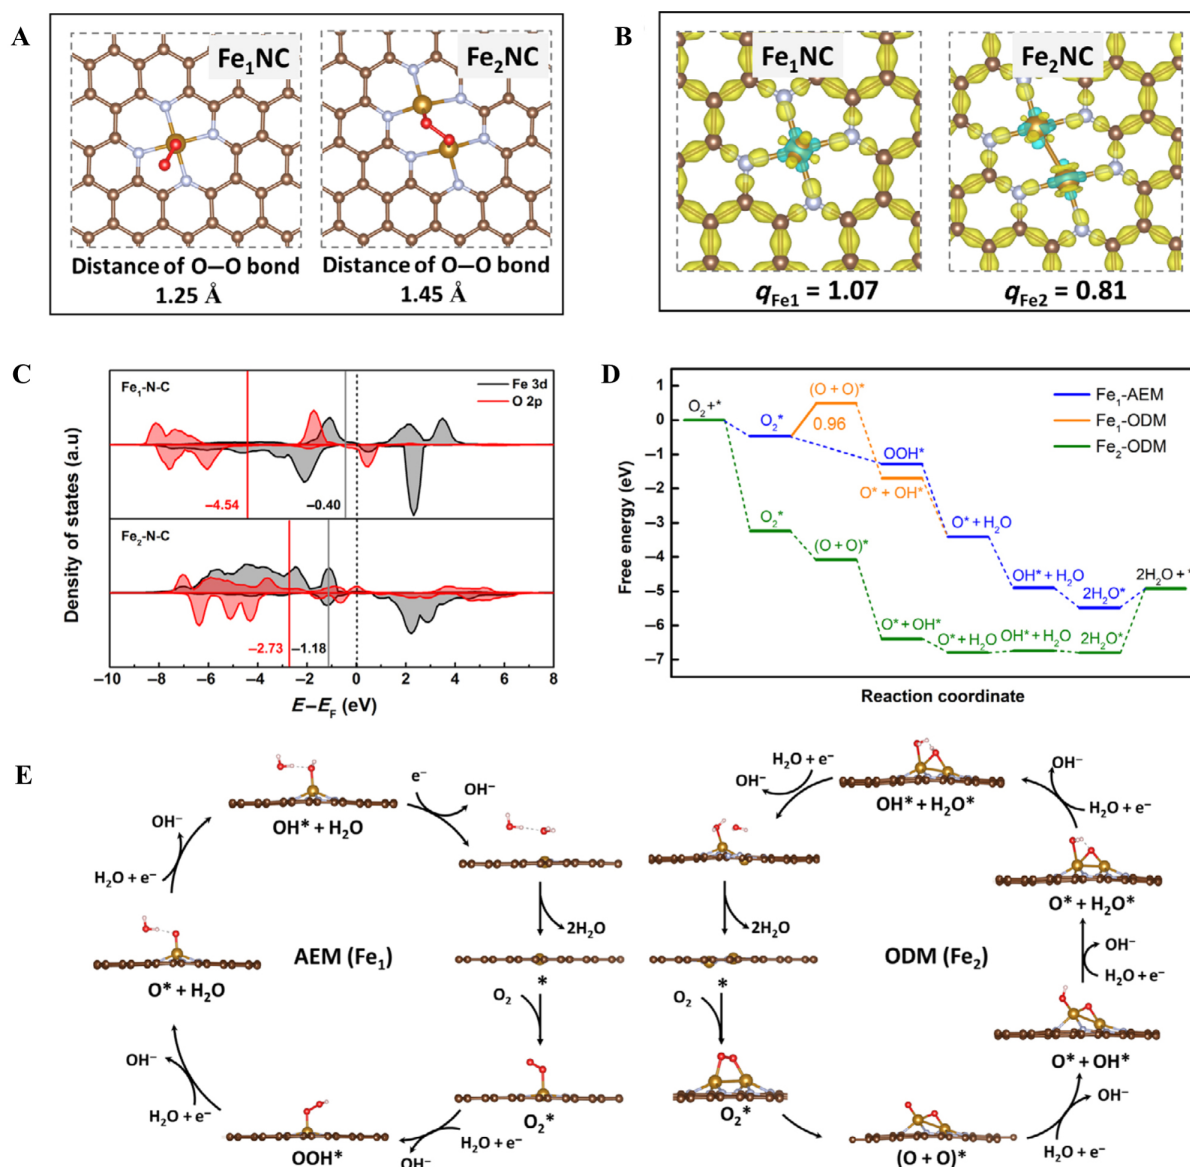 A
Fe₁NC
Fe₂NC
Distance of O—O bond
1.25 Å
Distance of O—O bond
1.45 Å
B
Fe₁NC
Fe₂NC
qFe1 = 1.07
qFe2 = 0.81
C
Fe₁-N-C
Fe 3d
O 2p
−4.54
−0.40
Fe₂-N-C
−2.73
−1.18
Density of states (a.u)
−10 −8 −6 −4 −2 0 2 4 6 8
E−E_F (eV)
D
1
0
−1
−2
−3
−4
−5
−6
−7
Free energy (eV)
Reaction coordinate
Fe₁-AEM
Fe₁-ODM
Fe₂-ODM
O₂+*
O₂*
(O + O)*
0.96
OOH*
O* + OH*
O* + H₂O
OH* + H₂O
2H₂O*
2H₂O + *
O₂*
(O + O)*
O* + OH*
O* + H₂O
OH* + H₂O
2H₂O*
E
AEM (Fe₁)
OH* + H₂O
e⁻
OH⁻
2H₂O
*
O₂
O₂*
H₂O + e⁻
OH⁻
OOH*
H₂O + e⁻
OH⁻
O* + H₂O
H₂O + e⁻
OH⁻
ODM (Fe₂)
OH* + H₂O*
H₂O + e⁻
OH⁻
2H₂O
*
O₂
O₂*
(O + O)*
H₂O + e⁻
OH⁻
O* + OH*
H₂O + e⁻
OH⁻
O* + H₂O*
H₂O + e⁻
OH⁻